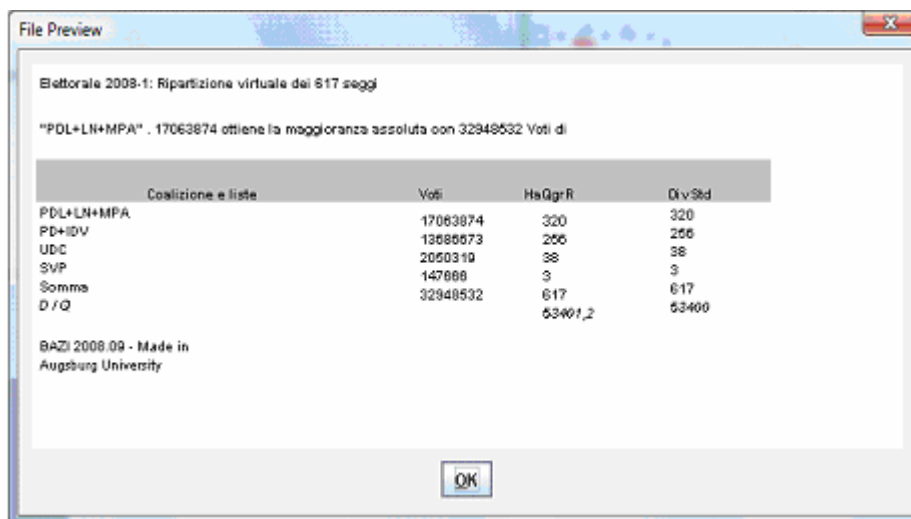 File Preview
Elettorale 2008-1: Ripartizione virtuale dei 617 seggi
"PDL+LN+MPA" . 17063874 ottiene la maggioranza assoluta con 32948532 Voti di
Coalizione e liste Voti HaQgrR DivStd
PDL+LN+MPA 17063874 320 320
PD+IDV 13686673 256 256
UDC 2050319 38 38
SVP 147666 3 3
Somma 32948532 617 617
D / Q 53401,2 53400
BAZI 2008.09 - Made in
Augsburg University
OK